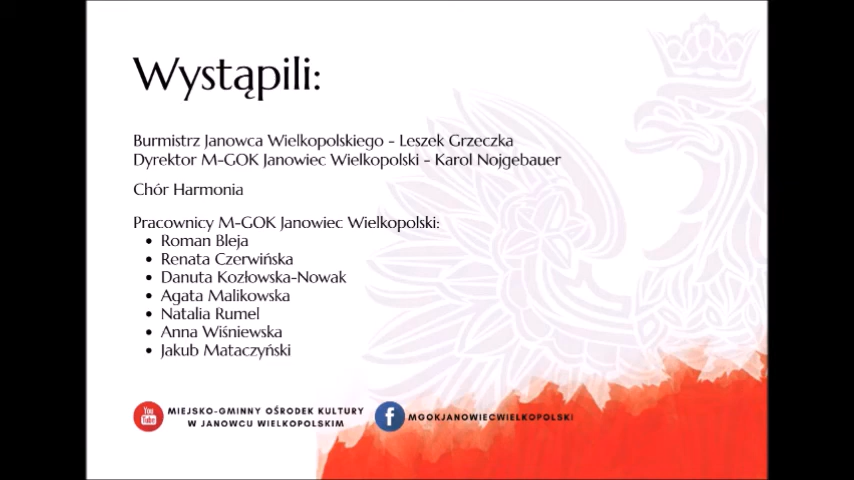 Wystąpili:
Burmistrz Janowca Wielkopolskiego - Leszek Grzeczka
Dyrektor M-GOK Janowiec Wielkopolski - Karol Nojgebauer
Chór Harmonia
Pracownicy M-GOK Janowiec Wielkopolski:
• Roman Bleja
• Renata Czerwińska
• Danuta Kozłowska-Nowak
• Agata Malikowska
• Natalia Rumel
• Anna Wiśniewska
• Jakub Mataczyński
You Tube MIEJSKO-GMINNY OŚRODEK KULTURY
W JANOWCU WIELKOPOLSKIM
f MGOKJANOWIECWIELKOPOLSKI